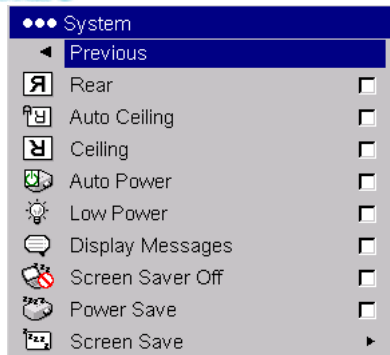 System
Previous
Rear
Auto Ceiling
Ceiling
Auto Power
Low Power
Display Messages
Screen Saver Off
Power Save
Screen Save